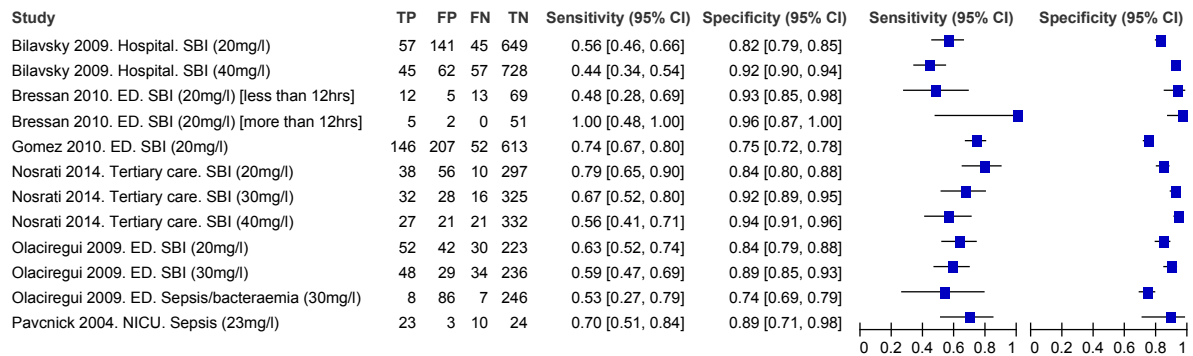 Study TP FP FN TN Sensitivity (95% CI) Specificity (95% CI) Sensitivity (95% CI) Specificity (95% CI)
Bilavsky 2009. Hospital. SBI (20mg/l) 57 141 45 649 0.56 [0.46, 0.66] 0.82 [0.79, 0.85]
Bilavsky 2009. Hospital. SBI (40mg/l) 45 62 57 728 0.44 [0.34, 0.54] 0.92 [0.90, 0.94]
Bressan 2010. ED. SBI (20mg/l) [less than 12hrs] 12 5 13 69 0.48 [0.28, 0.69] 0.93 [0.85, 0.98]
Bressan 2010. ED. SBI (20mg/l) [more than 12hrs] 5 2 0 51 1.00 [0.48, 1.00] 0.96 [0.87, 1.00]
Gomez 2010. ED. SBI (20mg/l) 146 207 52 613 0.74 [0.67, 0.80] 0.75 [0.72, 0.78]
Nosrati 2014. Tertiary care. SBI (20mg/l) 38 56 10 297 0.79 [0.65, 0.90] 0.84 [0.80, 0.88]
Nosrati 2014. Tertiary care. SBI (30mg/l) 32 28 16 325 0.67 [0.52, 0.80] 0.92 [0.89, 0.95]
Nosrati 2014. Tertiary care. SBI (40mg/l) 27 21 21 332 0.56 [0.41, 0.71] 0.94 [0.91, 0.96]
Olaciregui 2009. ED. SBI (20mg/l) 52 42 30 223 0.63 [0.52, 0.74] 0.84 [0.79, 0.88]
Olaciregui 2009. ED. SBI (30mg/l) 48 29 34 236 0.59 [0.47, 0.69] 0.89 [0.85, 0.93]
Olaciregui 2009. ED. Sepsis/bacteraemia (30mg/l) 8 86 7 246 0.53 [0.27, 0.79] 0.74 [0.69, 0.79]
Pavcnick 2004. NICU. Sepsis (23mg/l) 23 3 10 24 0.70 [0.51, 0.84] 0.89 [0.71, 0.98]
0 0.2 0.4 0.6 0.8 1 0 0.2 0.4 0.6 0.8 1